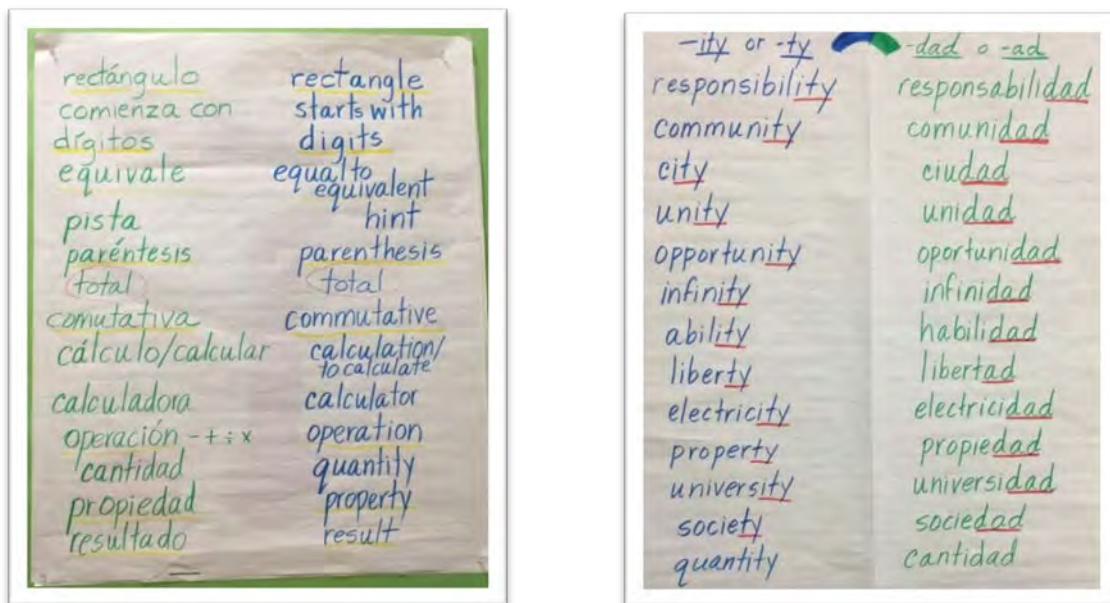 rectángulo rectangle
comienza con starts with
dígitos digits
equivale equal to
equivalent
pista hint
paréntesis parenthesis
total total
comutativa commutative
cálculo/calcular calculation/
to calculate
calculadora calculator
operación - + ÷ x operation
cantidad quantity
propiedad property
resultado result
-ity or -ty -dad o -ad
responsibility responsabilidad
community comunidad
city ciudad
unity unidad
opportunity oportunidad
infinity infinidad
ability habilidad
liberty libertad
electricity electricidad
property propiedad
university universidad
society sociedad
quantity cantidad